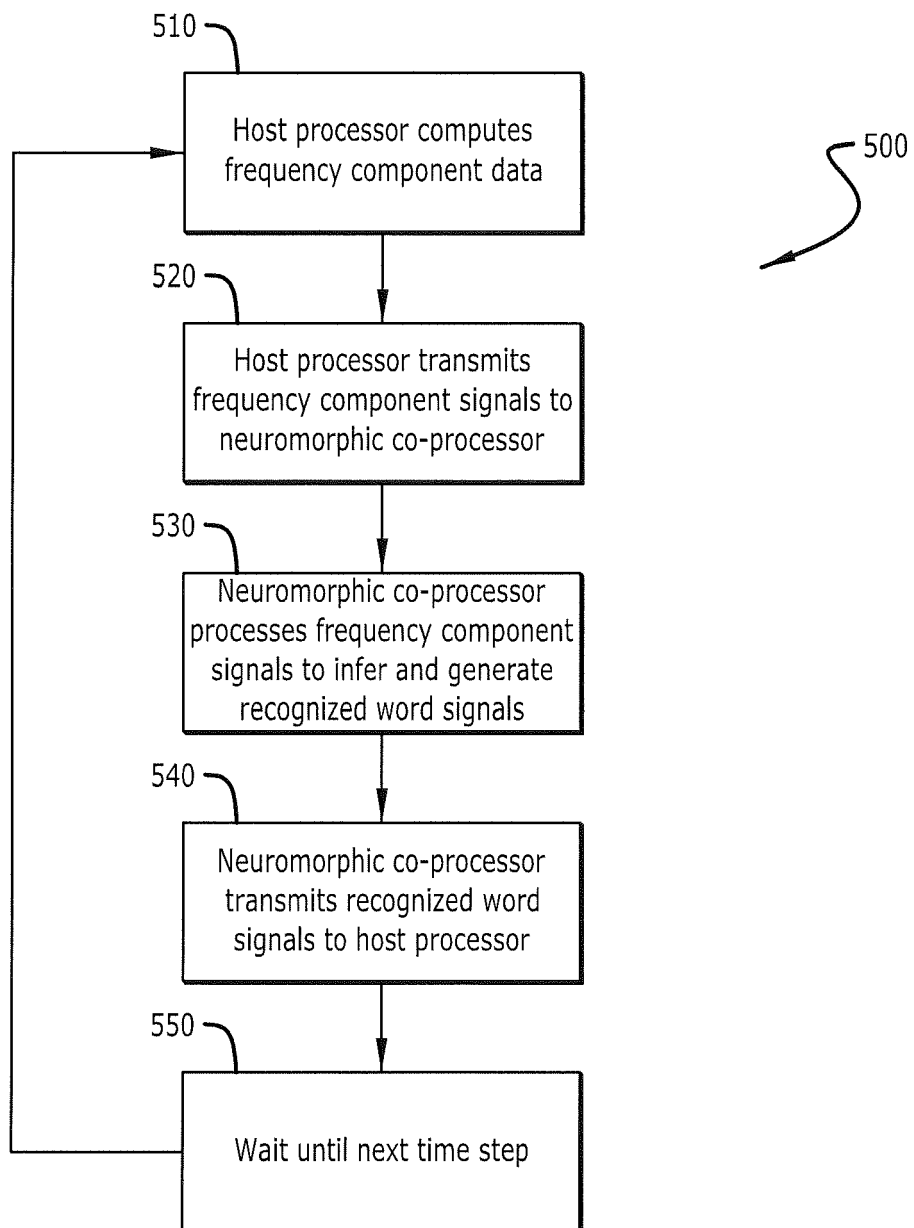 510
Host processor computes
frequency component data
500
520
Host processor transmits
frequency component signals to
neuromorphic co-processor
530
Neuromorphic co-processor
processes frequency component
signals to infer and generate
recognized word signals
540
Neuromorphic co-processor
transmits recognized word
signals to host processor
550
Wait until next time step